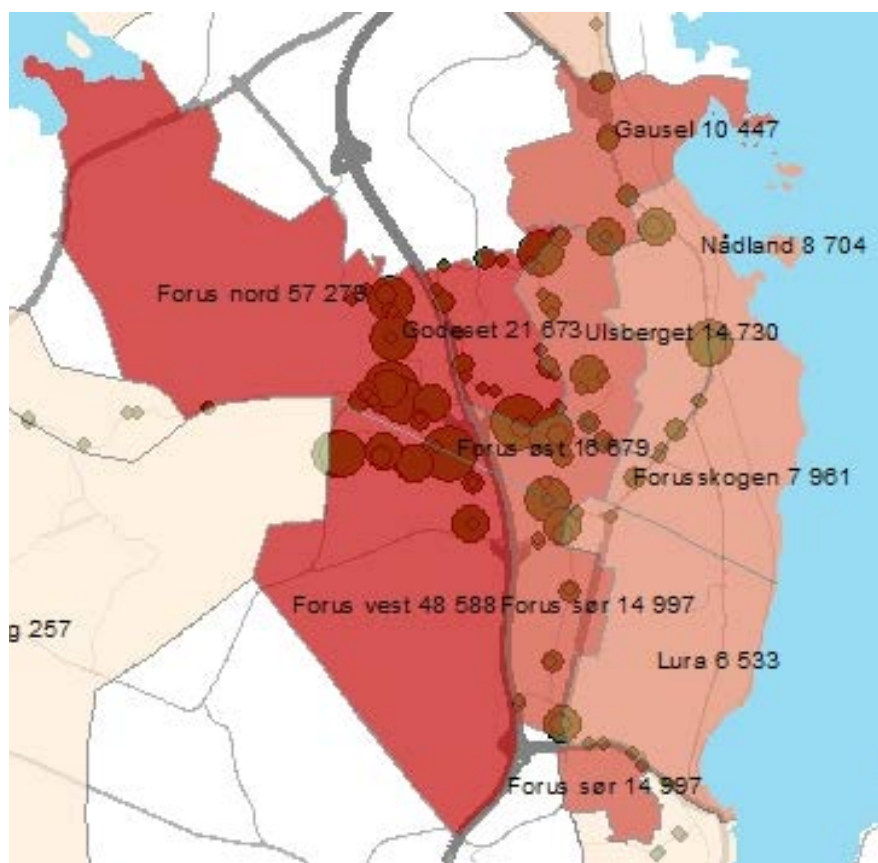 Gausel 10 447
Nådland 8 704
Forus nord 57 278
Godeset 21 673
Ulsberget 14 730
Forus øst 16 679
Forusskogen 7 961
Forus vest 48 588
Forus sør 14 997
g 257
Lura 6 533
Forus sør 14 997